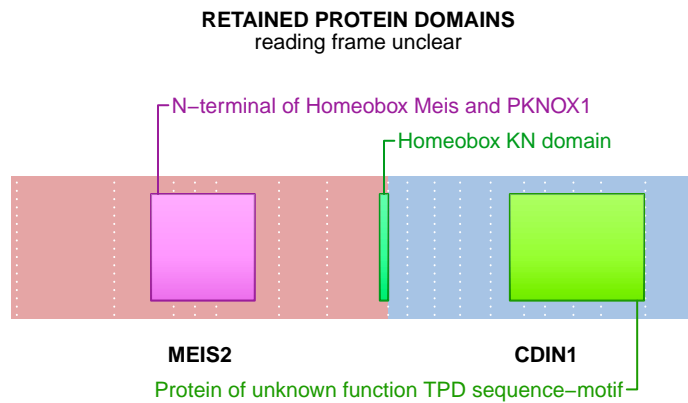 RETAINED PROTEIN DOMAINS
reading frame unclear
N−terminal of Homeobox Meis and PKNOX1
Homeobox KN domain
MEIS2
CDIN1
Protein of unknown function TPD sequence−motif